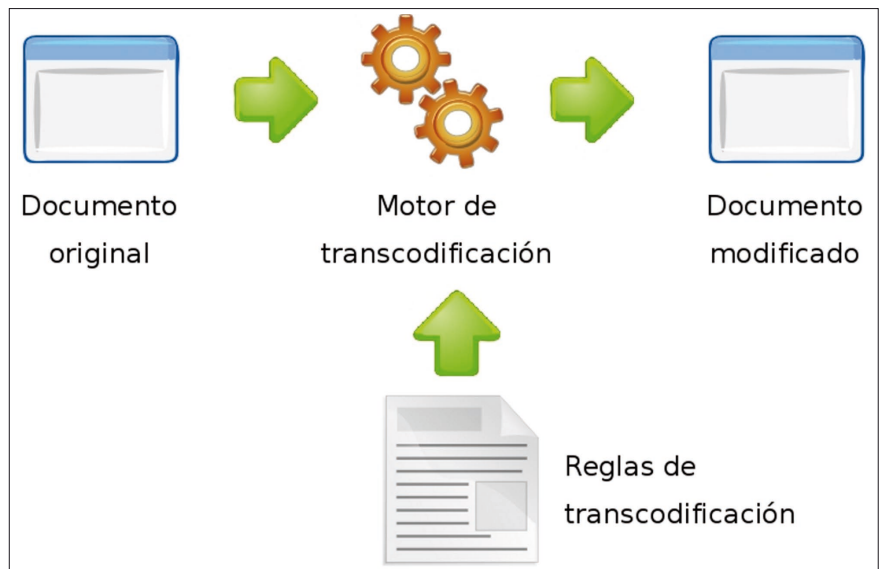 Documento
original
Motor de
transcodificación
Documento
modificado
Reglas de
transcodificación